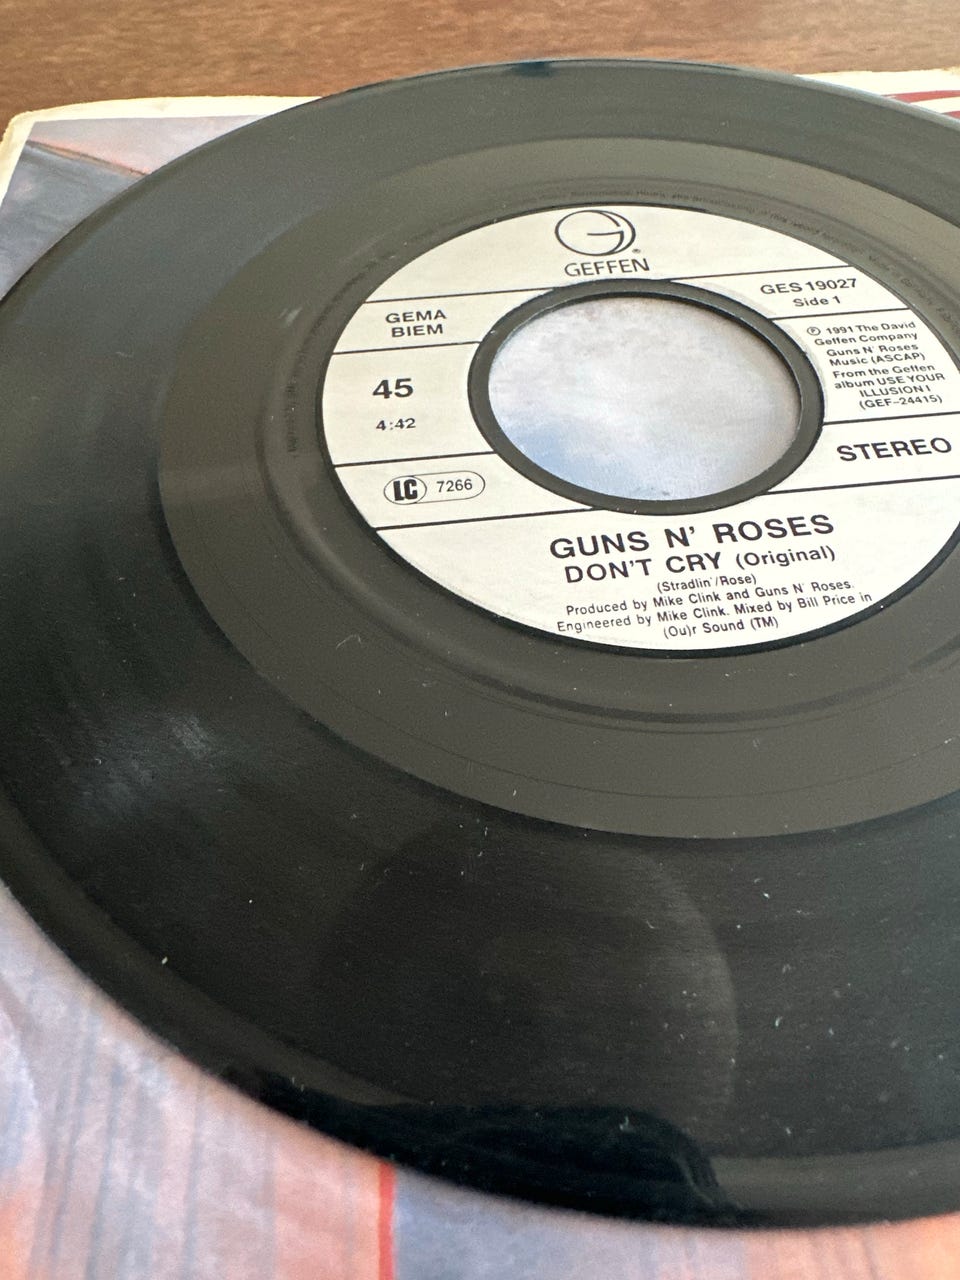 GEFFEN
GEMA
BIEM
GES 19027
Side 1
45
4:42
℗ 1991 The David
Geffen Company
Guns N' Roses
Music (ASCAP)
From the Geffen
album USE YOUR
ILLUSION I
(GEF-24415)
LC 7266
STEREO
GUNS N' ROSES
DON'T CRY (Original)
(Stradlin'/Rose)
Produced by Mike Clink and Guns N' Roses.
Engineered by Mike Clink. Mixed by Bill Price in
(Ou)r Sound (TM)